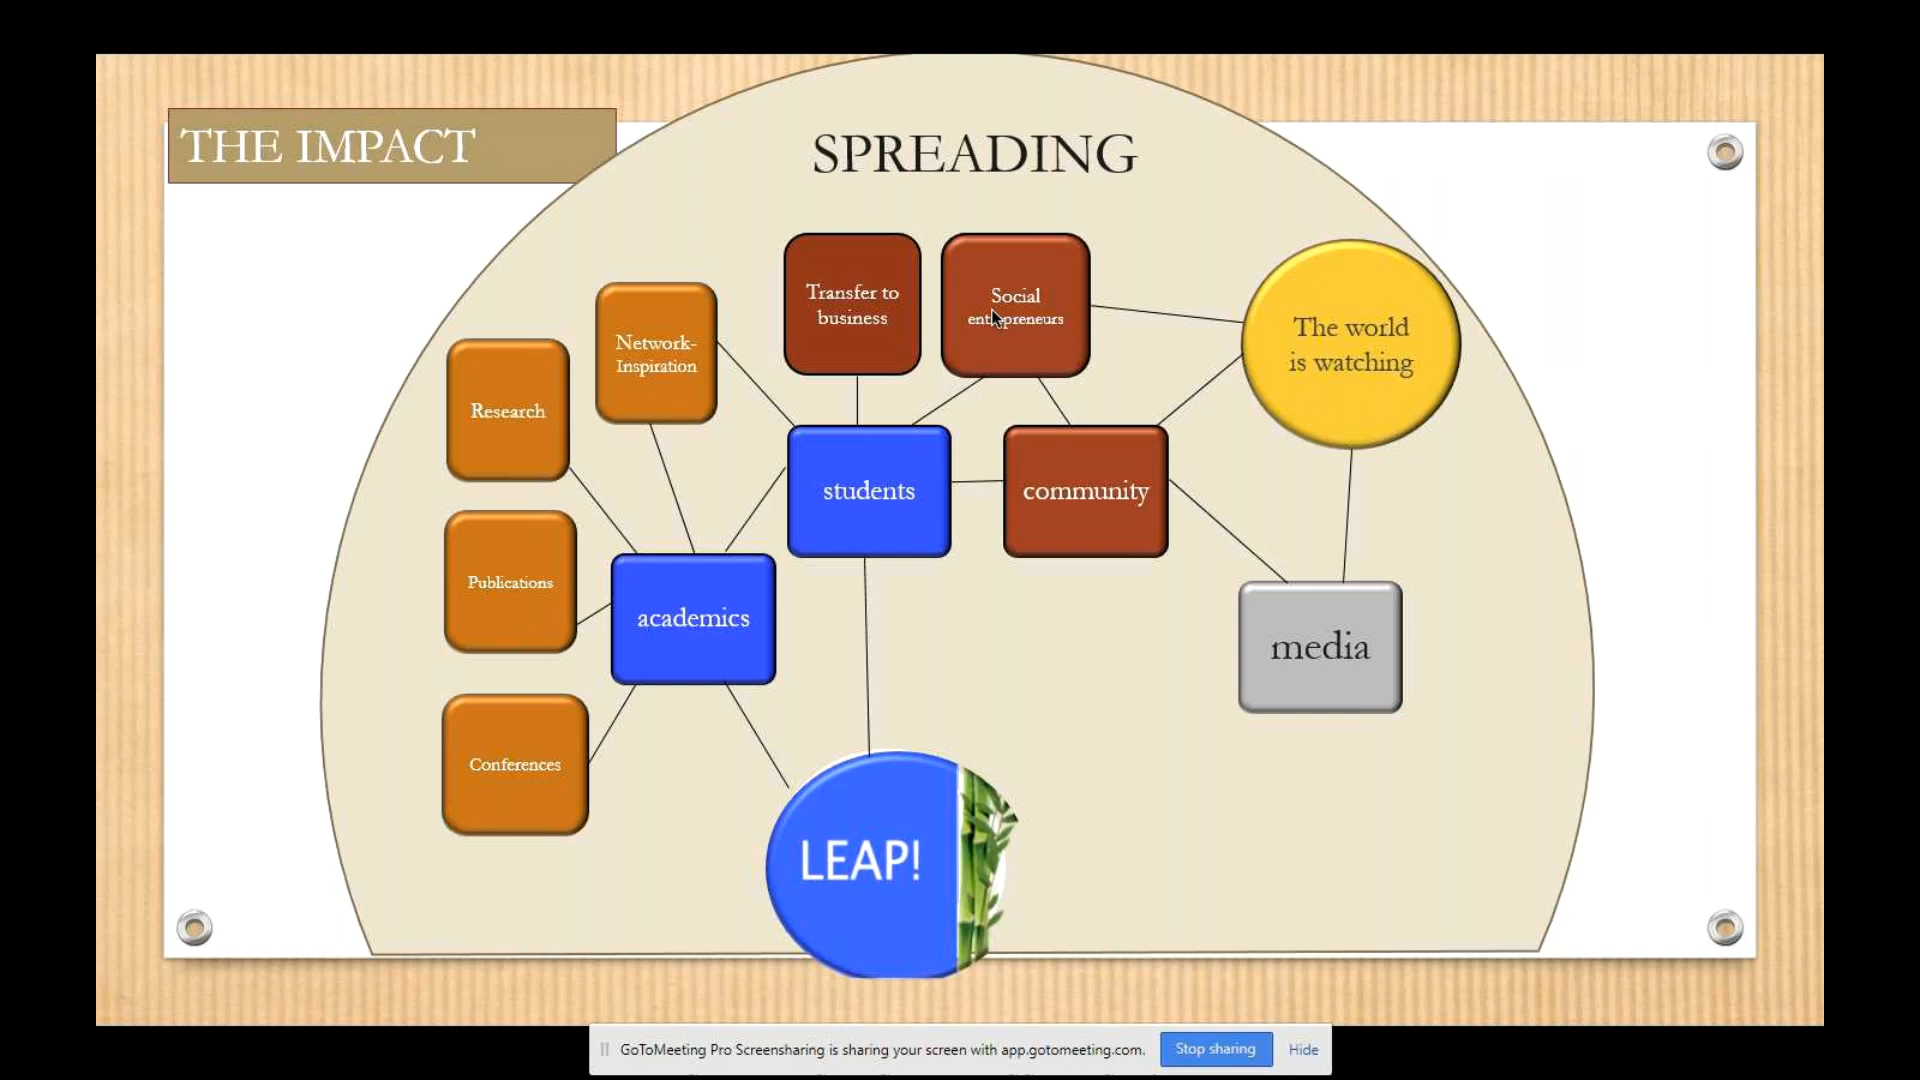 THE IMPACT
SPREADING
Transfer to
business
Social
entrepreneurs
Network-
Inspiration
The world
is watching
Research
students
community
Publications
academics
media
Conferences
LEAP!
GoToMeeting Pro Screensharing is sharing your screen with app.gotomeeting.com.
Stop sharing
Hide